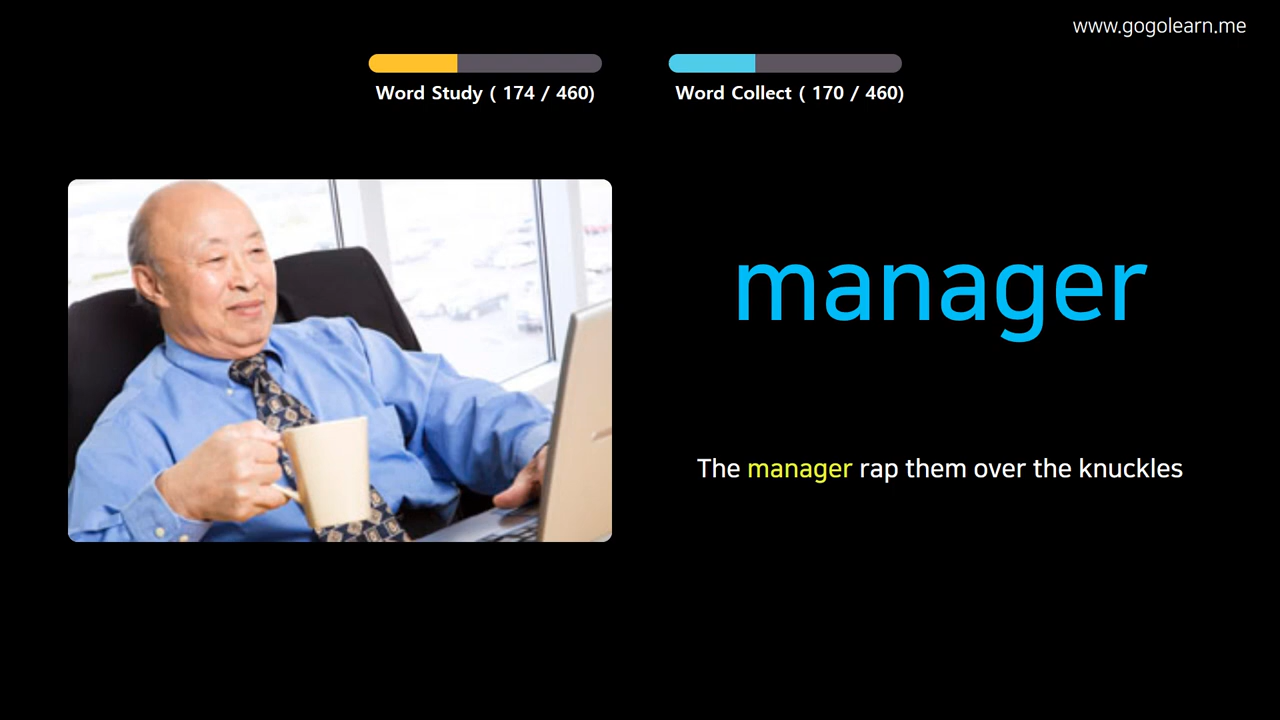 www.gogolearn.me
Word Study ( 174 / 460)
Word Collect ( 170 / 460)
manager
The manager rap them over the knuckles